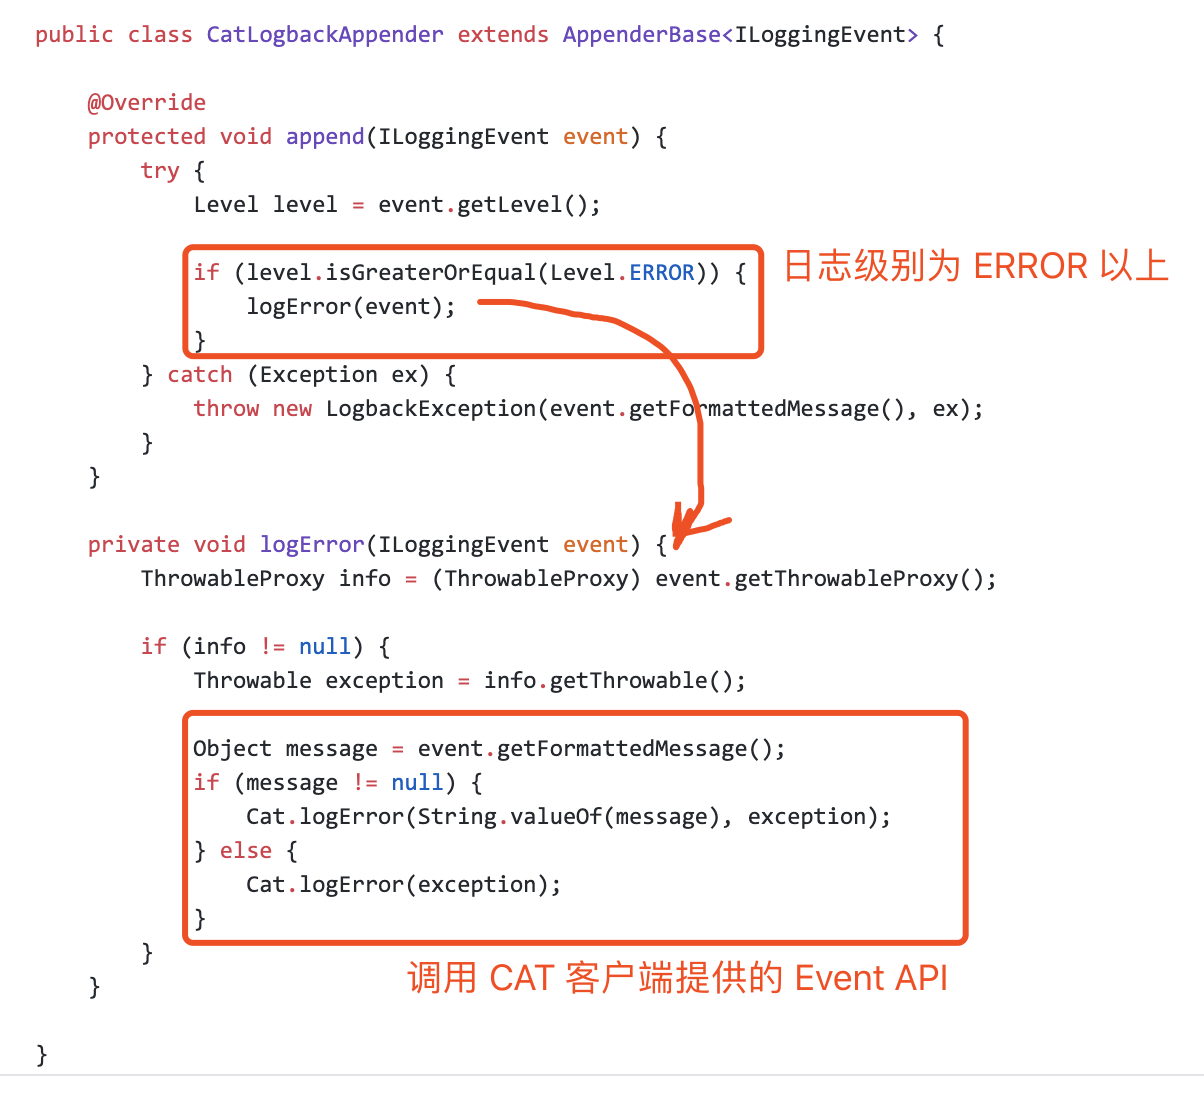 public class CatLogbackAppender extends AppenderBase<ILoggingEvent> {
@Override
protected void append(ILoggingEvent event) {
try {
Level level = event.getLevel();
if (level.isGreaterOrEqual(Level.ERROR)) {
日志级别为 ERROR 以上
logError(event);
}
} catch (Exception ex) {
throw new LogbackException(event.getFormattedMessage(), ex);
}
}
private void logError(ILoggingEvent event) {
ThrowableProxy info = (ThrowableProxy) event.getThrowableProxy();
if (info != null) {
Throwable exception = info.getThrowable();
Object message = event.getFormattedMessage();
if (message != null) {
Cat.logError(String.valueOf(message), exception);
} else {
Cat.logError(exception);
}
}
调用 CAT 客户端提供的 Event API
}
}